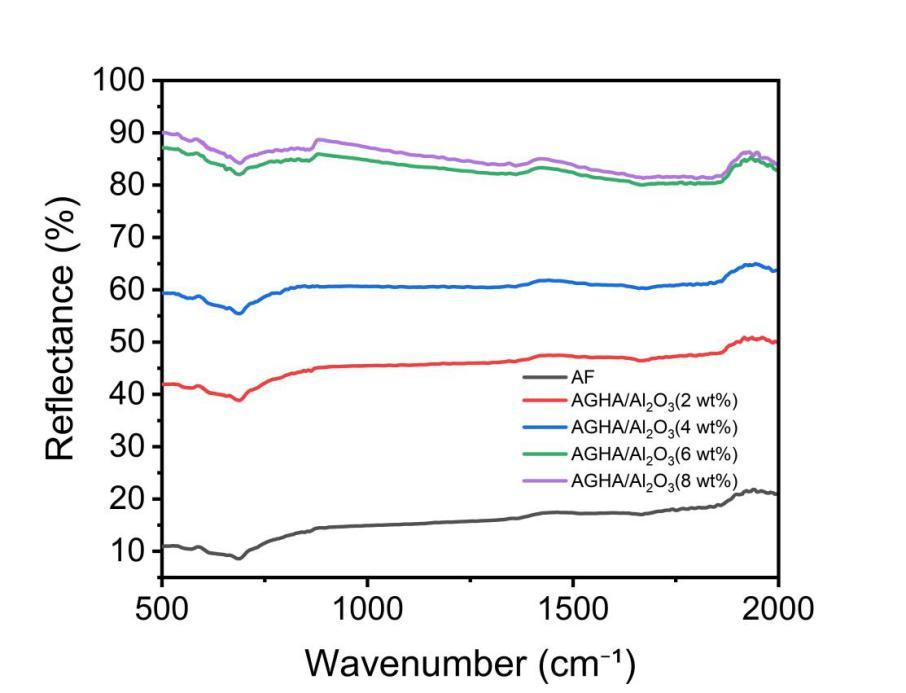 100
90
80
70
60
50
40
30
20
10
Reflectance (%)
AF
AGHA/Al₂O₃(2 wt%)
AGHA/Al₂O₃(4 wt%)
AGHA/Al₂O₃(6 wt%)
AGHA/Al₂O₃(8 wt%)
500 1000 1500 2000
Wavenumber (cm⁻¹)